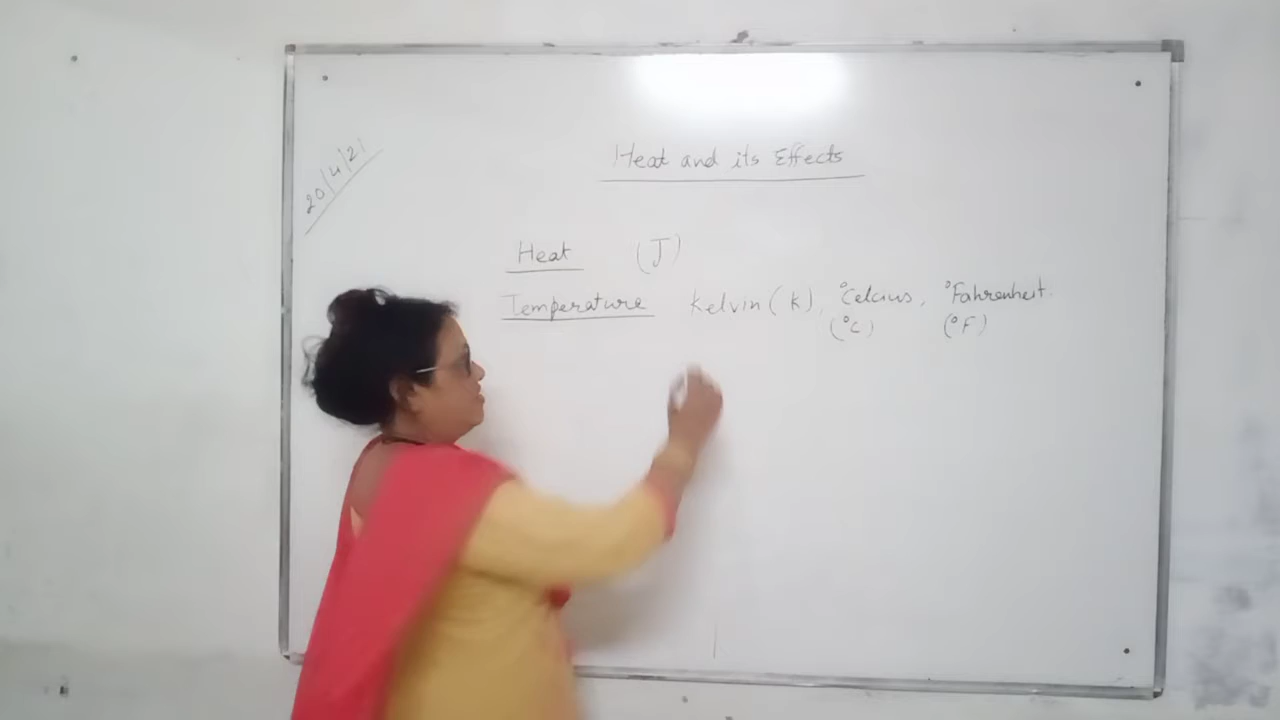 20/4/21
Heat and its Effects
Heat (J)
Temperature Kelvin (K), °Celcius, °Fahrenheit.
(°C) (°F)